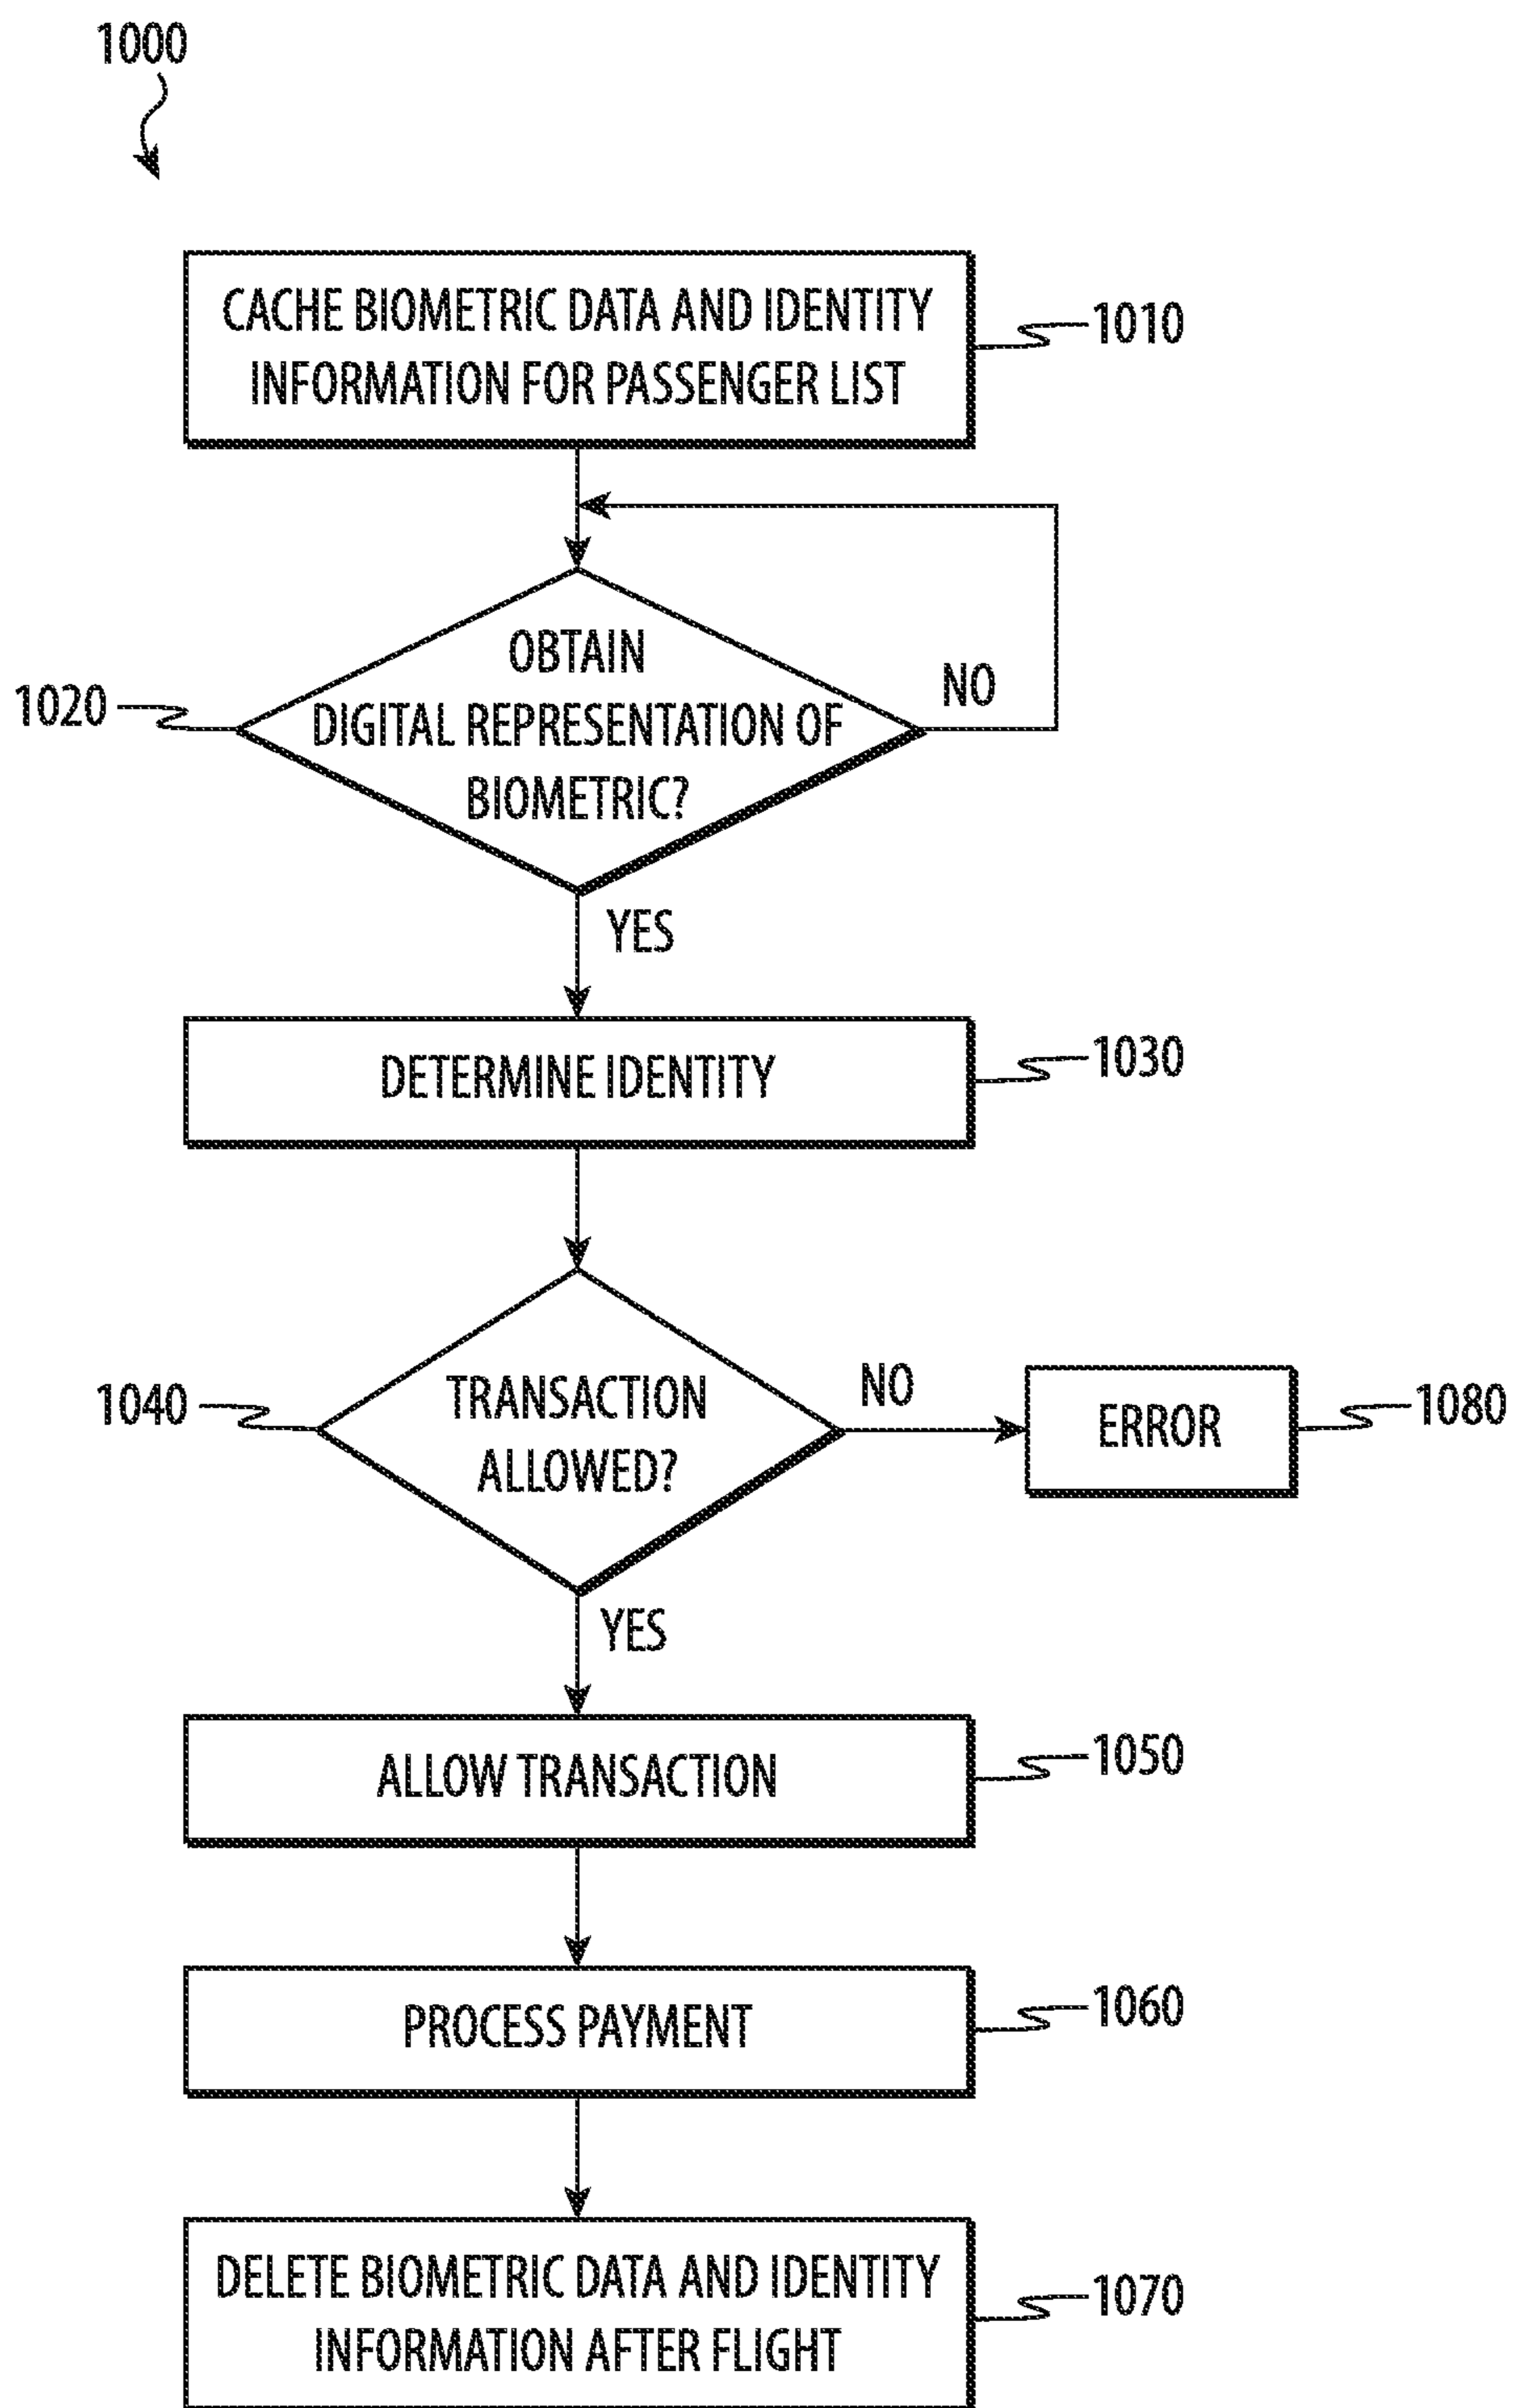 1000
CACHE BIOMETRIC DATA AND IDENTITY
INFORMATION FOR PASSENGER LIST
1010
OBTAIN
DIGITAL REPRESENTATION OF
BIOMETRIC?
NO
1020
YES
DETERMINE IDENTITY
1030
TRANSACTION
ALLOWED?
1040
NO
ERROR
1080
YES
ALLOW TRANSACTION
1050
PROCESS PAYMENT
1060
DELETE BIOMETRIC DATA AND IDENTITY
INFORMATION AFTER FLIGHT
1070